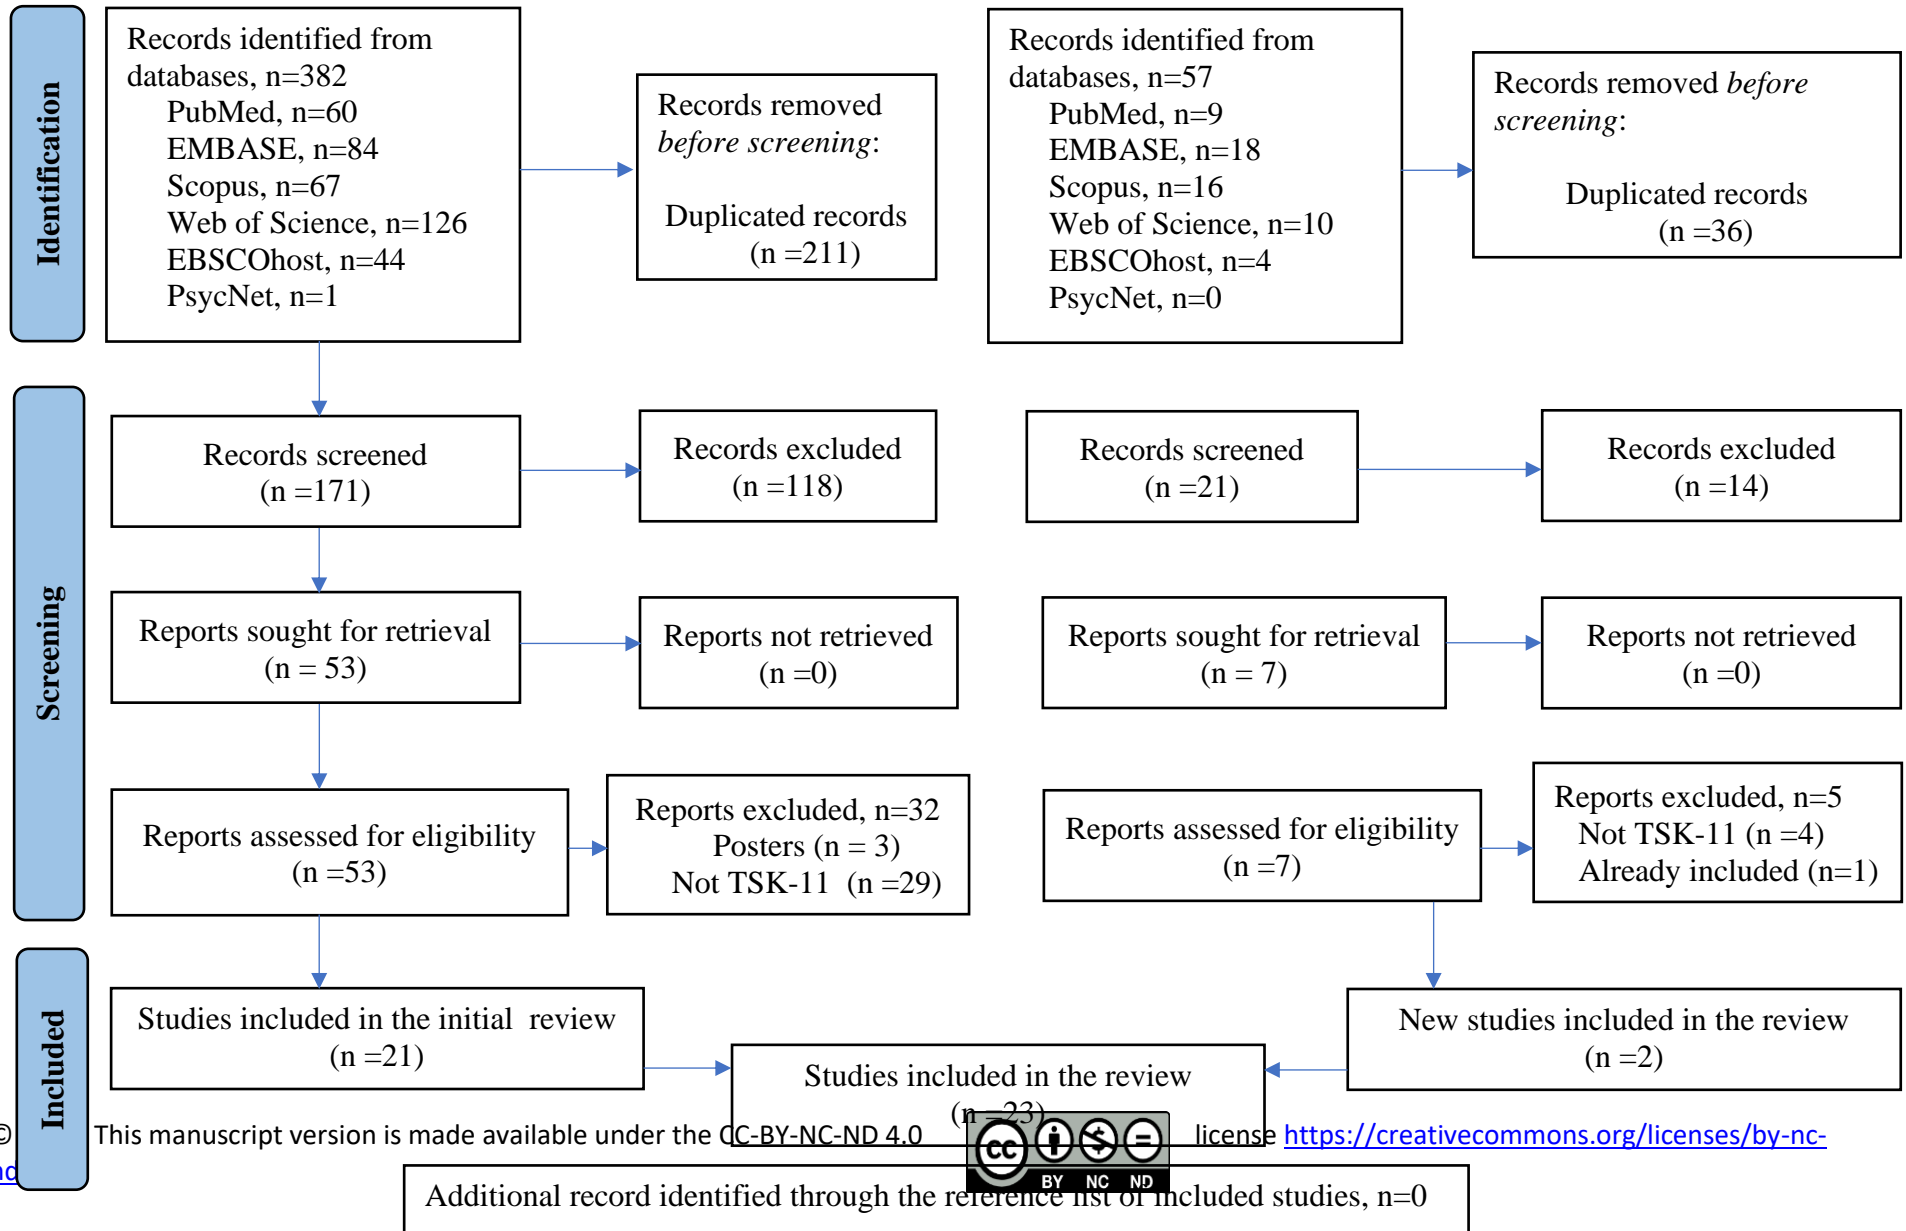 Identification
Records identified from
databases, n=382
PubMed, n=60
EMBASE, n=84
Scopus, n=67
Web of Science, n=126
EBSCOhost, n=44
PsycNet, n=1
Records removed
before screening:
Duplicated records
(n =211)
Records identified from
databases, n=57
PubMed, n=9
EMBASE, n=18
Scopus, n=16
Web of Science, n=10
EBSCOhost, n=4
PsycNet, n=0
Records removed before
screening:
Duplicated records
(n =36)
Screening
Records screened
(n =171)
Records excluded
(n =118)
Records screened
(n =21)
Records excluded
(n =14)
Reports sought for retrieval
(n = 53)
Reports not retrieved
(n =0)
Reports sought for retrieval
(n = 7)
Reports not retrieved
(n =0)
Reports assessed for eligibility
(n =53)
Reports excluded, n=32
Posters (n = 3)
Not TSK-11 (n =29)
Reports assessed for eligibility
(n =7)
Reports excluded, n=5
Not TSK-11 (n =4)
Already included (n=1)
Included
Studies included in the initial review
(n =21)
New studies included in the review
(n =2)
Studies included in the review
(n =23)
© This manuscript version is made available under the CC-BY-NC-ND 4.0 license https://creativecommons.org/licenses/by-nc-
nd
cc BY NC ND
Additional record identified through the reference list of included studies, n=0